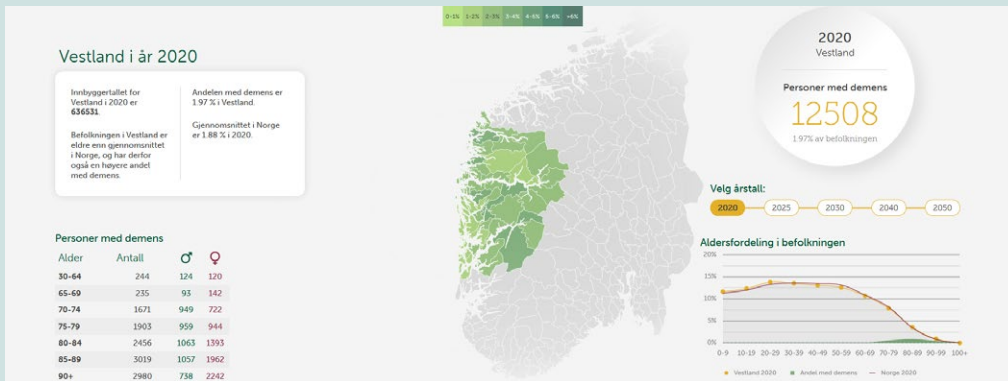 0-1% 1-2% 2-3% 3-4% 4-5% 5-6% >6%
Vestland i år 2020
Innbyggertallet for
Vestland i 2020 er
636531.
Befolkningen i Vestland er
eldre enn gjennomsnittet
i Norge, og har derfor
også en høyere andel
med demens.
Andelen med demens er
1.97 % i Vestland.
Gjennomsnittet i Norge
er 1.88 % i 2020.
2020
Vestland
Personer med demens
12508
1.97% av befolkningen
Velg årstall:
2020 2025 2030 2040 2050
Personer med demens
Alder Antall ♂ ♀
30-64 244 124 120
65-69 235 93 142
70-74 1671 949 722
75-79 1903 959 944
80-84 2456 1063 1393
85-89 3019 1057 1962
90+ 2980 738 2242
Aldersfordeling i befolkningen
20%
15%
10%
5%
0%
0-9 10-19 20-29 30-39 40-49 50-59 60-69 70-79 80-89 90-99 100+
Vestland 2020 Andel med demens Norge 2020